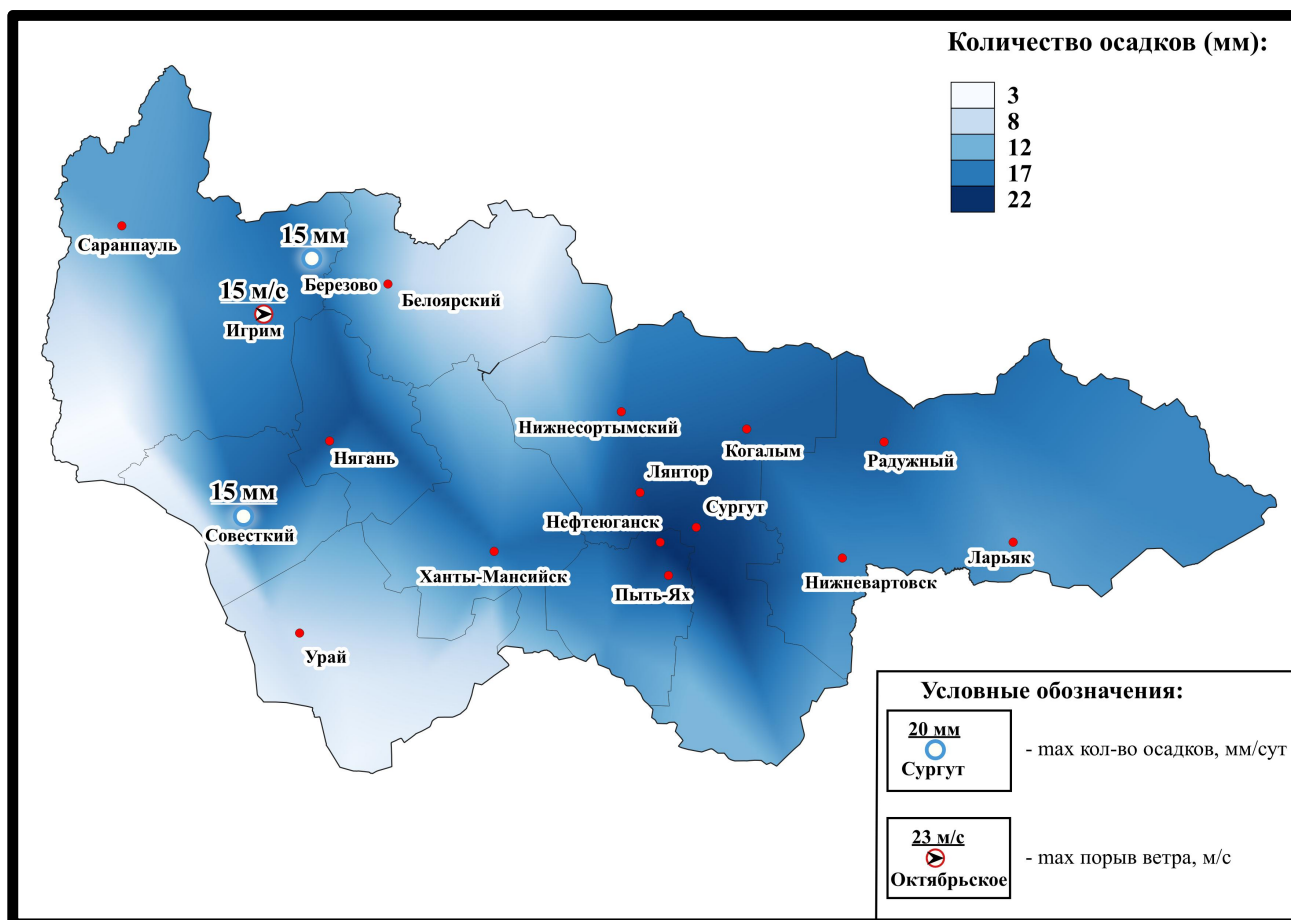 Количество осадков (мм):
3
8
12
17
22
Саранпауль
15 мм
Березово
Белоярский
15 м/с
Игрим
Нижнесортымский
Когалым
Нягань
Радужный
Лянтор
15 мм
Совесткий
Нефтеюганск
Сургут
Ханты-Мансийск
Пыть-Ях
Нижневартовск
Ларьяк
Урай
Условные обозначения:
20 мм
Сургут
- max кол-во осадков, мм/сут
23 м/с
Октябрьское
- max порыв ветра, м/с